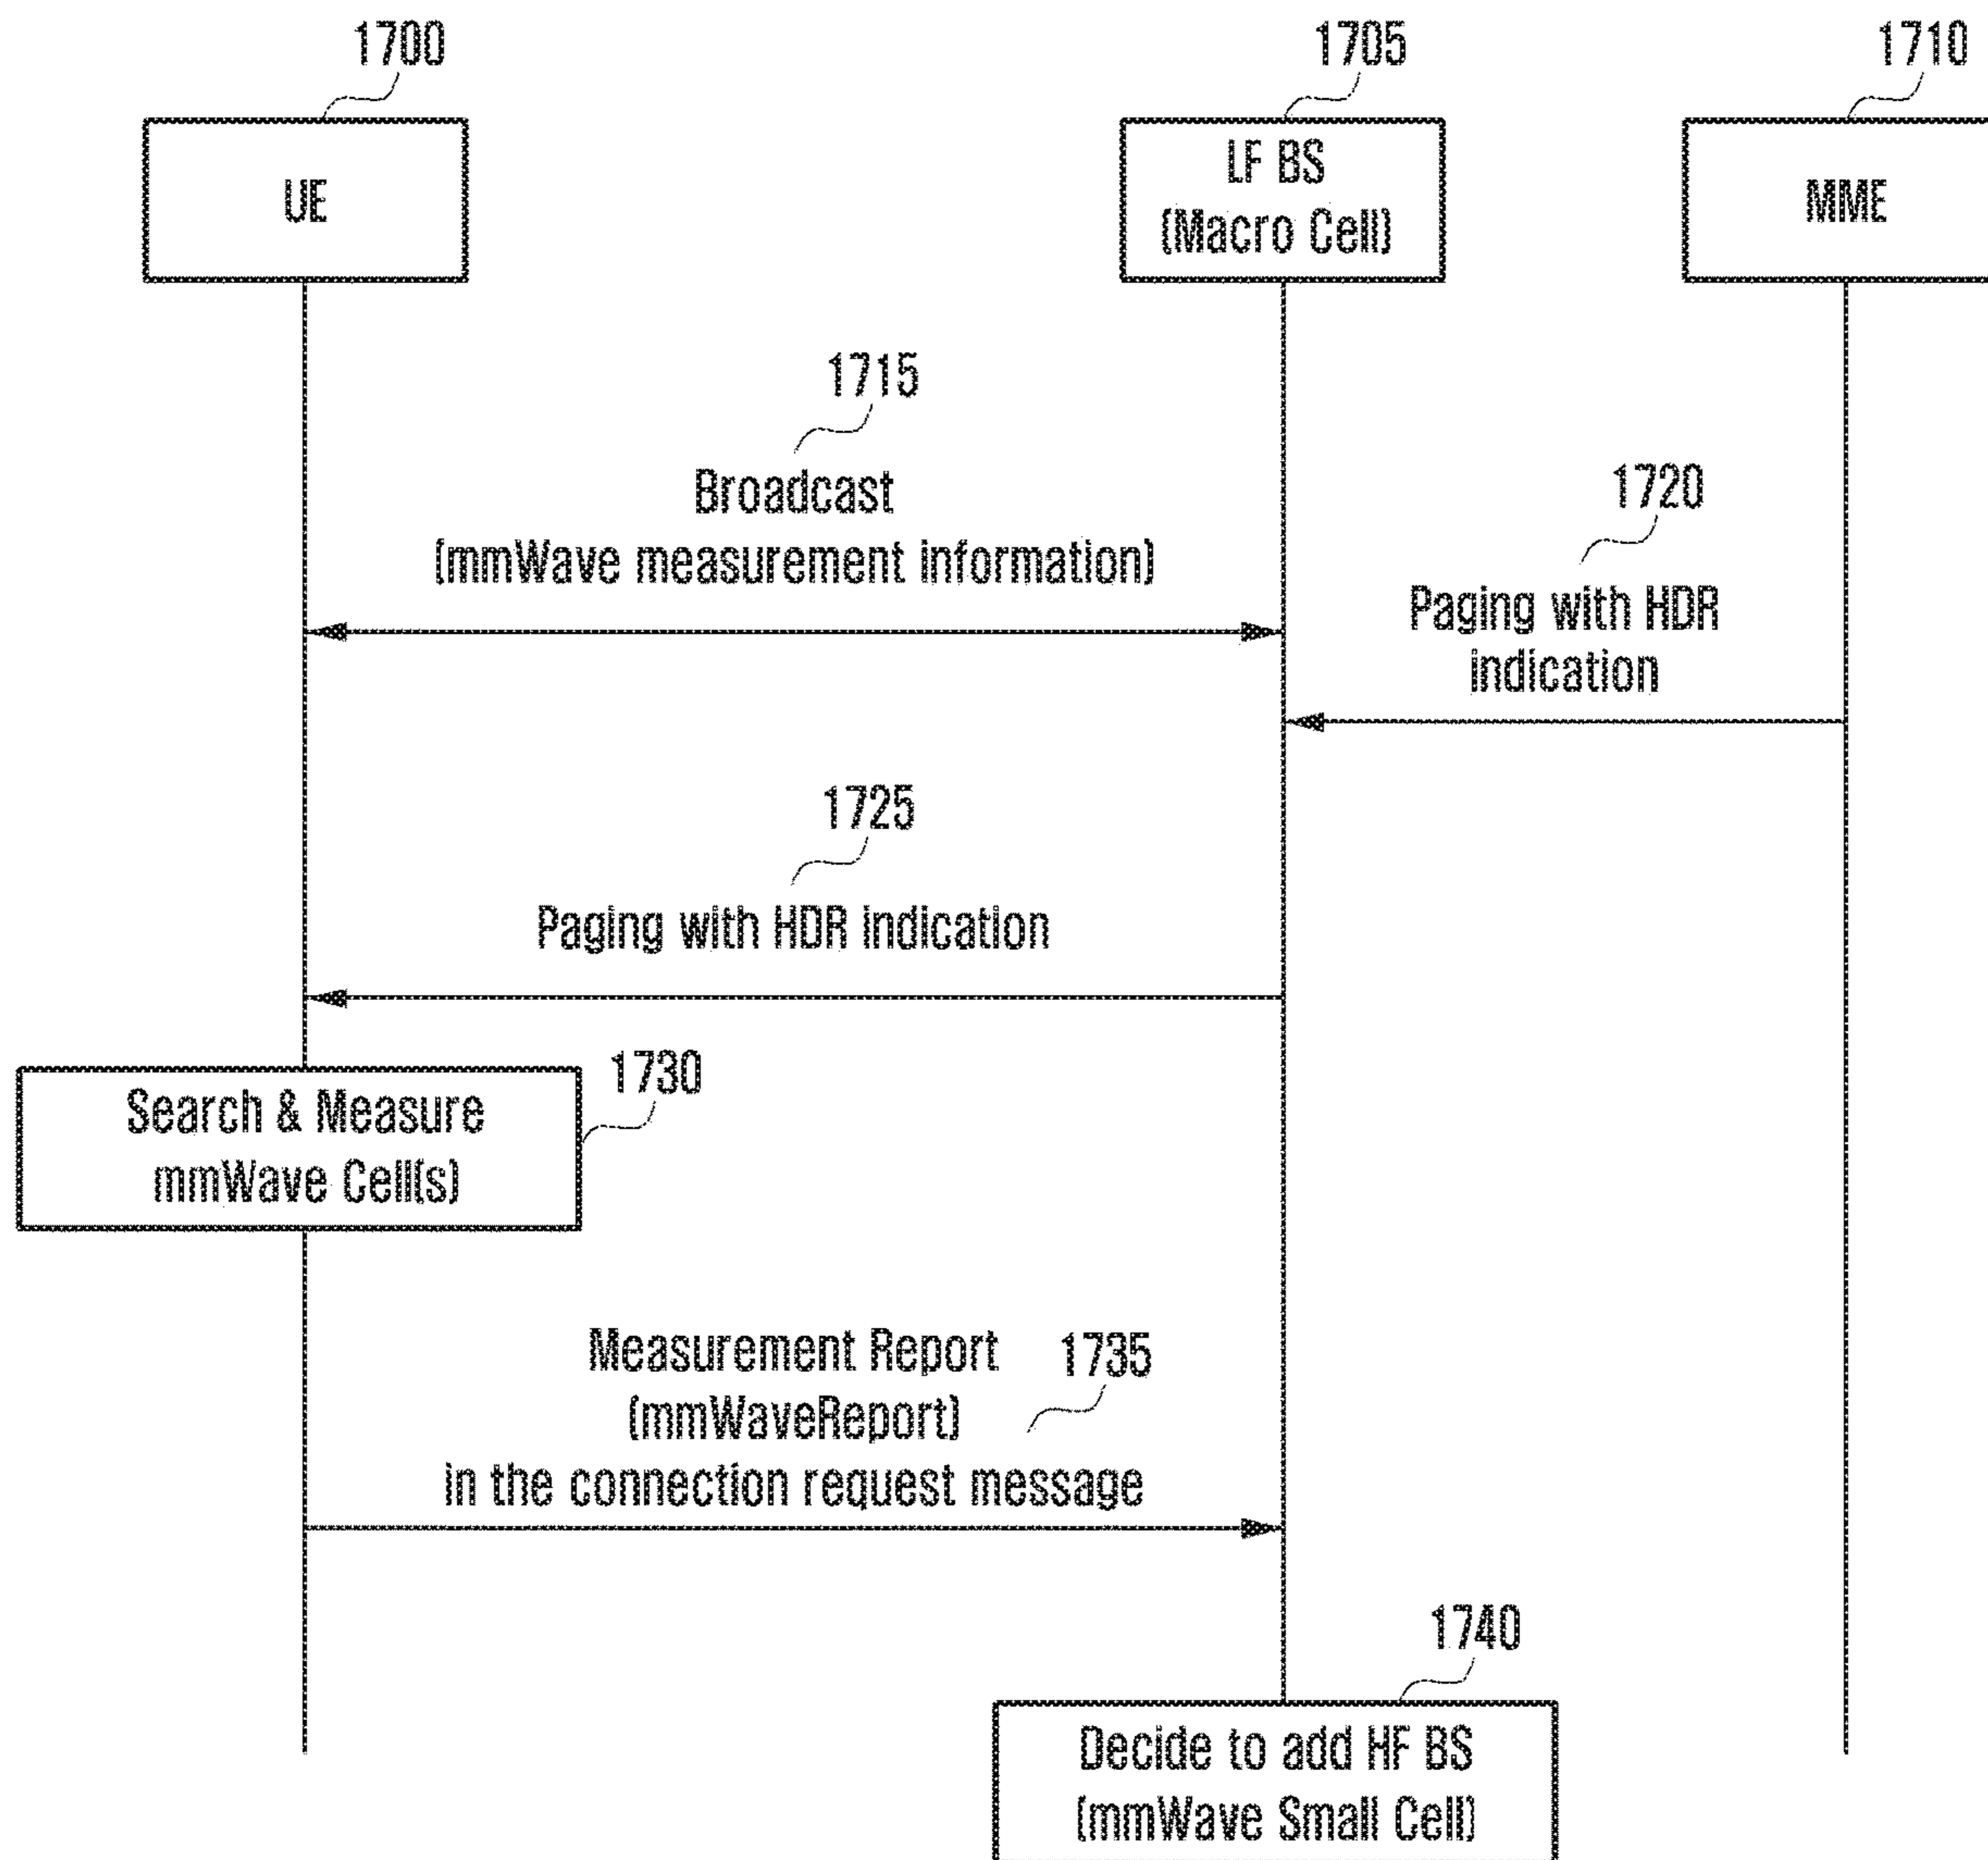 1700
1705
1710
UE
LF BS
(Macro Cell)
MME
1715
Broadcast
(mmWave measurement information)
1720
Paging with HDR
indication
1725
Paging with HDR indication
1730
Search & Measure
mmWave Cell(s)
Measurement Report
1735
(mmWaveReport)
in the connection request message
1740
Decide to add HF BS
(mmWave Small Cell)